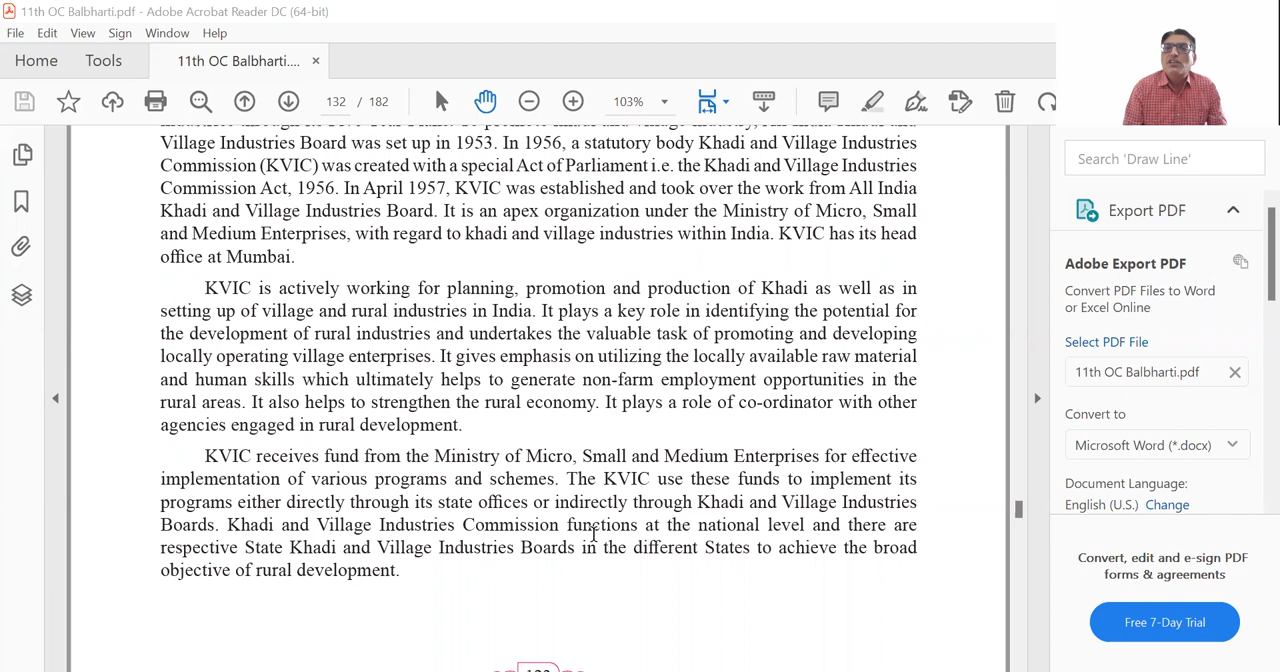 11th OC Balbharti.pdf - Adobe Acrobat Reader DC (64-bit)
File Edit View Sign Window Help
Home Tools 11th OC Balbharti.... ×
132 / 182 103%
Village Industries Board was set up in 1953. In 1956, a statutory body Khadi and Village Industries
Commission (KVIC) was created with a special Act of Parliament i.e. the Khadi and Village Industries
Commission Act, 1956. In April 1957, KVIC was established and took over the work from All India
Khadi and Village Industries Board. It is an apex organization under the Ministry of Micro, Small
and Medium Enterprises, with regard to khadi and village industries within India. KVIC has its head
office at Mumbai.
KVIC is actively working for planning, promotion and production of Khadi as well as in
setting up of village and rural industries in India. It plays a key role in identifying the potential for
the development of rural industries and undertakes the valuable task of promoting and developing
locally operating village enterprises. It gives emphasis on utilizing the locally available raw material
and human skills which ultimately helps to generate non-farm employment opportunities in the
rural areas. It also helps to strengthen the rural economy. It plays a role of co-ordinator with other
agencies engaged in rural development.
KVIC receives fund from the Ministry of Micro, Small and Medium Enterprises for effective
implementation of various programs and schemes. The KVIC use these funds to implement its
programs either directly through its state offices or indirectly through Khadi and Village Industries
Boards. Khadi and Village Industries Commission functions at the national level and there are
respective State Khadi and Village Industries Boards in the different States to achieve the broad
objective of rural development.
Search 'Draw Line'
Export PDF
Adobe Export PDF
Convert PDF Files to Word
or Excel Online
Select PDF File
11th OC Balbharti.pdf
Convert to
Microsoft Word (*.docx)
Document Language:
English (U.S.) Change
Convert, edit and e-sign PDF
forms & agreements
Free 7-Day Trial